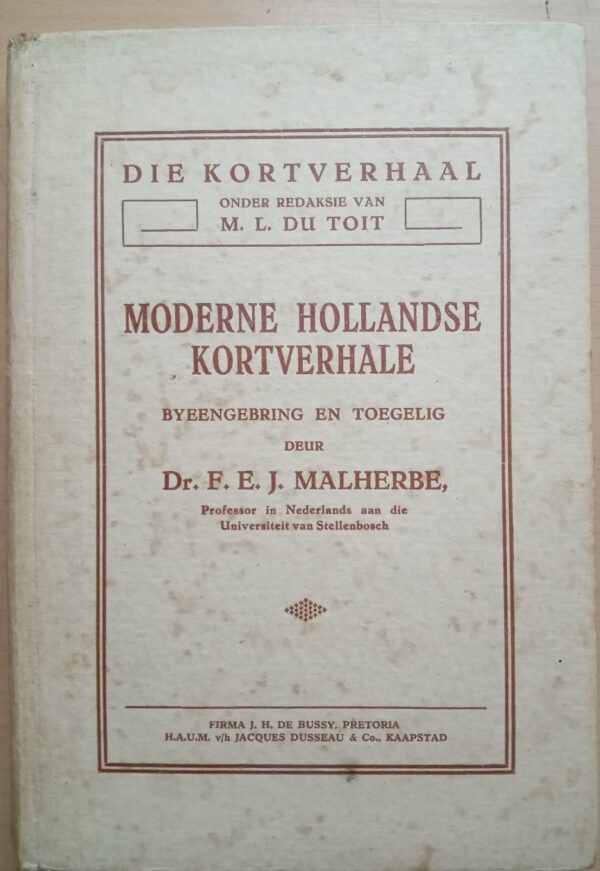 DIE KORTVERHAAL
ONDER REDAKSIE VAN
M. L. DU TOIT
MODERNE HOLLANDSE
KORTVERHALE
BYEENGEBRING EN TOEGELIG
DEUR
Dr. F. E. J. MALHERBE,
Professor in Nederlands aan die
Universiteit van Stellenbosch
FIRMA J. H. DE BUSSY, PRETORIA
H.A.U.M. v/h JACQUES DUSSEAU & Co., KAAPSTAD